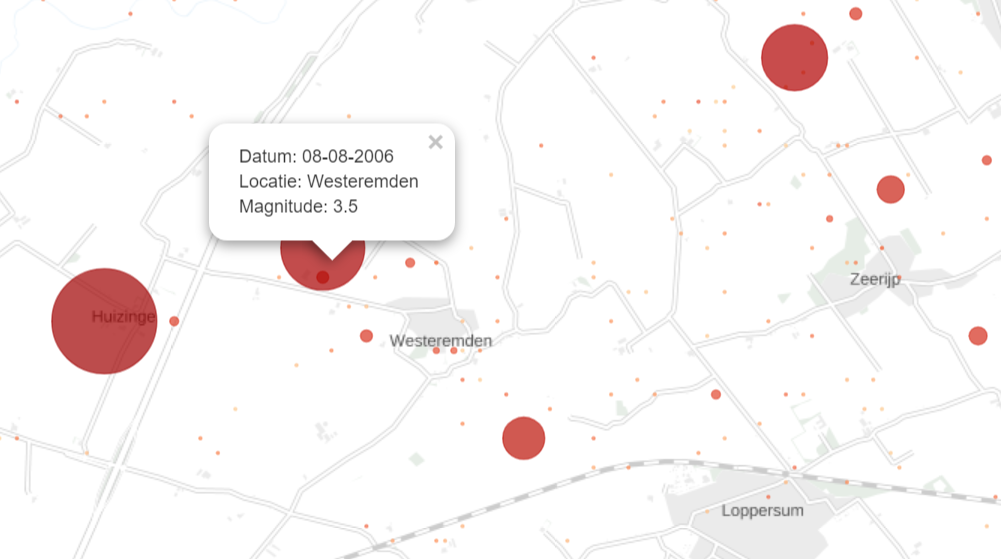 ×
Datum: 08-08-2006
Locatie: Westeremden
Magnitude: 3.5
Zeerijp
Huizinge
Westeremden
Loppersum